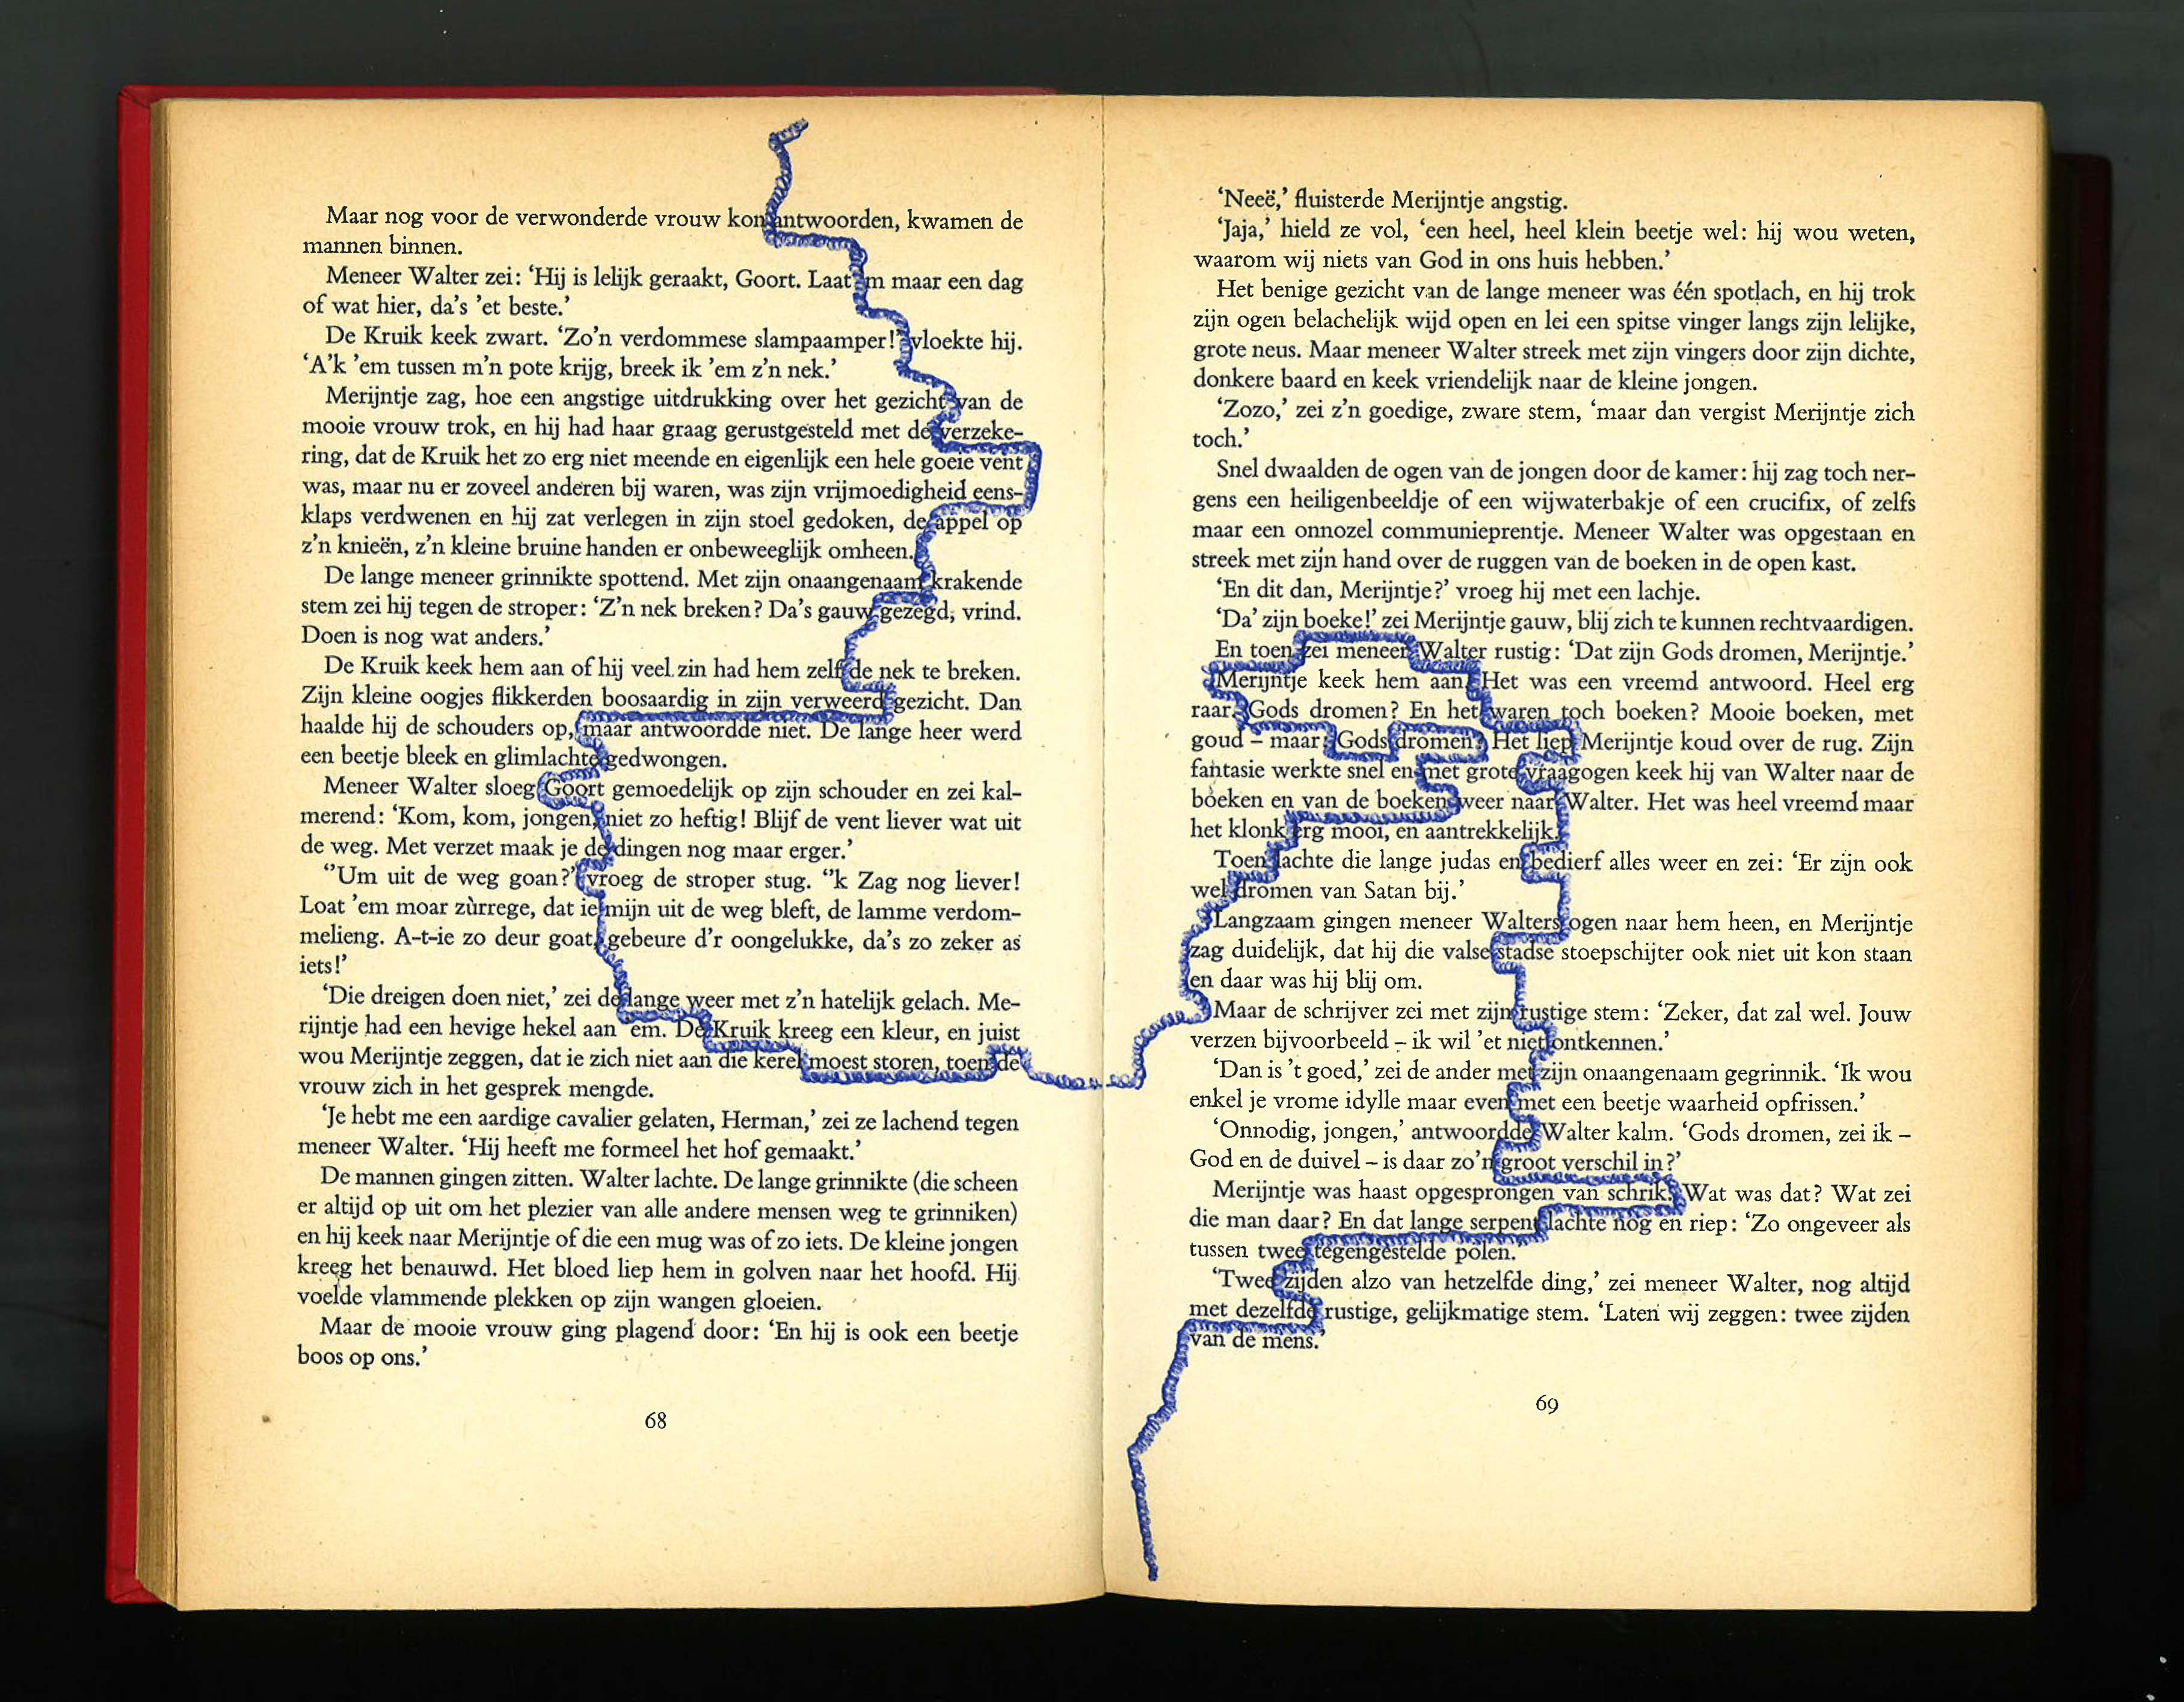 Maar nog voor de verwonderde vrouw kon antwoorden, kwamen de
mannen binnen.
Meneer Walter zei: ‘Hij is lelijk geraakt, Goort. Laat 'm maar een dag
of wat hier, da's 'et beste.’
De Kruik keek zwart. ‘Zo'n verdommese slampaamper!’ vloekte hij.
‘A'k 'em tussen m'n pote krijg, breek ik 'em z'n nek.’
Merijntje zag, hoe een angstige uitdrukking over het gezicht van de
mooie vrouw trok, en hij had haar graag gerustgesteld met de verzeke-
ring, dat de Kruik het zo erg niet meende en eigenlijk een hele goeie vent
was, maar nu er zoveel anderen bij waren, was zijn vrijmoedigheid eens-
klaps verdwenen en hij zat verlegen in zijn stoel gedoken, de appel op
z'n knieën, z'n kleine bruine handen er onbeweeglijk omheen.
De lange meneer grinnikte spottend. Met zijn onaangenaam krakende
stem zei hij tegen de stroper: ‘Z'n nek breken? Da's gauw gezegd, vrind.
Doen is nog wat anders.’
De Kruik keek hem aan of hij veel zin had hem zelf de nek te breken.
Zijn kleine oogjes flikkerden boosaardig in zijn verweerd gezicht. Dan
haalde hij de schouders op, maar antwoordde niet. De lange heer werd
een beetje bleek en glimlachte gedwongen.
Meneer Walter sloeg Goort gemoedelijk op zijn schouder en zei kal-
merend: ‘Kom, kom, jongen, niet zo heftig! Blijf de vent liever wat uit
de weg. Met verzet maak je de dingen nog maar erger.’
‘'Um uit de weg goan?’ vroeg de stroper stug. ‘'k Zag nog liever!
Loat 'em moar zùrrege, dat ie mijn uit de weg bleft, de lamme verdom-
melieng. A-t-ie zo deur goat, gebeure d'r oongelukke, da's zo zeker as
iets!’
‘Die dreigen doen niet,’ zei de lange weer met z'n hatelijk gelach. Me-
rijntje had een hevige hekel aan 'em. De Kruik kreeg een kleur, en juist
wou Merijntje zeggen, dat ie zich niet aan die kerel moest storen, toen de
vrouw zich in het gesprek mengde.
‘Je hebt me een aardige cavalier gelaten, Herman,’ zei ze lachend tegen
meneer Walter. ‘Hij heeft me formeel het hof gemaakt.’
De mannen gingen zitten. Walter lachte. De lange grinnikte (die scheen
er altijd op uit om het plezier van alle andere mensen weg te grinniken)
en hij keek naar Merijntje of die een mug was of zo iets. De kleine jongen
kreeg het benauwd. Het bloed liep hem in golven naar het hoofd. Hij
voelde vlammende plekken op zijn wangen gloeien.
Maar de mooie vrouw ging plagend door: ‘En hij is ook een beetje
boos op ons.’
68
‘Neeë,’ fluisterde Merijntje angstig.
‘Jaja,’ hield ze vol, ‘een heel, heel klein beetje wel: hij wou weten,
waarom wij niets van God in ons huis hebben.’
Het benige gezicht van de lange meneer was één spotlach, en hij trok
zijn ogen belachelijk wijd open en lei een spitse vinger langs zijn lelijke,
grote neus. Maar meneer Walter streek met zijn vingers door zijn dichte,
donkere baard en keek vriendelijk naar de kleine jongen.
‘Zozo,’ zei z'n goedige, zware stem, ‘maar dan vergist Merijntje zich
toch.’
Snel dwaalden de ogen van de jongen door de kamer: hij zag toch ner-
gens een heiligenbeeldje of een wijwaterbakje of een crucifix, of zelfs
maar een onnozel communieprentje. Meneer Walter was opgestaan en
streek met zijn hand over de ruggen van de boeken in de open kast.
‘En dit dan, Merijntje?’ vroeg hij met een lachje.
‘Da' zijn boeke!’ zei Merijntje gauw, blij zich te kunnen rechtvaardigen.
En toen zei meneer Walter rustig: ‘Dat zijn Gods dromen, Merijntje.’
Merijntje keek hem aan. Het was een vreemd antwoord. Heel erg
raar. Gods dromen? En het waren toch boeken? Mooie boeken, met
goud – maar: Gods dromen? Het liep Merijntje koud over de rug. Zijn
fantasie werkte snel en met grote vraagogen keek hij van Walter naar de
boeken en van de boeken weer naar Walter. Het was heel vreemd maar
het klonk erg mooi, en aantrekkelijk.
Toen lachte die lange judas en bedierf alles weer en zei: ‘Er zijn ook
wel dromen van Satan bij.’
Langzaam gingen meneer Walters ogen naar hem heen, en Merijntje
zag duidelijk, dat hij die valse stadse stoepschijter ook niet uit kon staan
en daar was hij blij om.
Maar de schrijver zei met zijn rustige stem: ‘Zeker, dat zal wel. Jouw
verzen bijvoorbeeld – ik wil 'et niet ontkennen.’
‘Dan is 't goed,’ zei de ander met zijn onaangenaam gegrinnik. ‘Ik wou
enkel je vrome idylle maar even met een beetje waarheid opfrissen.’
‘Onnodig, jongen,’ antwoordde Walter kalm. ‘Gods dromen, zei ik –
God en de duivel – is daar zo'n groot verschil in?’
Merijntje was haast opgesprongen van schrik. Wat was dat? Wat zei
die man daar? En dat lange serpent lachte nog en riep: ‘Zo ongeveer als
tussen twee tegengestelde polen.’
‘Twee zijden alzo van hetzelfde ding,’ zei meneer Walter, nog altijd
met dezelfde rustige, gelijkmatige stem. ‘Laten wij zeggen: twee zijden
van de mens.’
69